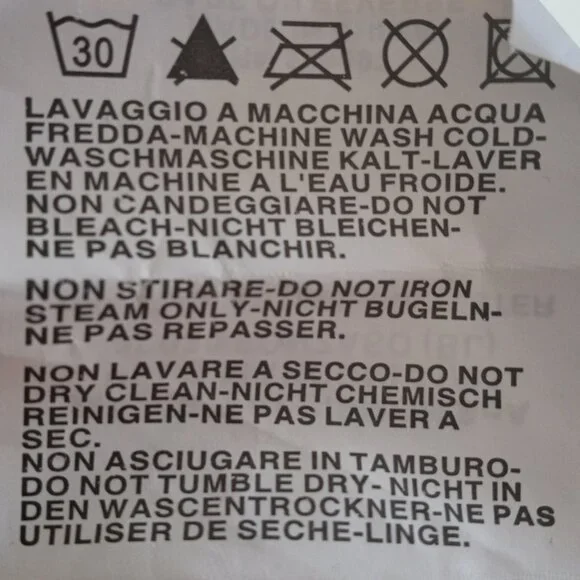 30
LAVAGGIO A MACCHINA ACQUA
FREDDA-MACHINE WASH COLD-
WASCHMASCHINE KALT-LAVER
EN MACHINE A L'EAU FROIDE.
NON CANDEGGIARE-DO NOT
BLEACH-NICHT BLEICHEN-
NE PAS BLANCHIR.
NON STIRARE-DO NOT IRON
STEAM ONLY-NICHT BUGELN-
NE PAS REPASSER.
NON LAVARE A SECCO-DO NOT
DRY CLEAN-NICHT CHEMISCH
REINIGEN-NE PAS LAVER A
SEC.
NON ASCIUGARE IN TAMBURO-
DO NOT TUMBLE DRY- NICHT IN
DEN WASCENTROCKNER-NE PAS
UTILISER DE SECHE-LINGE.